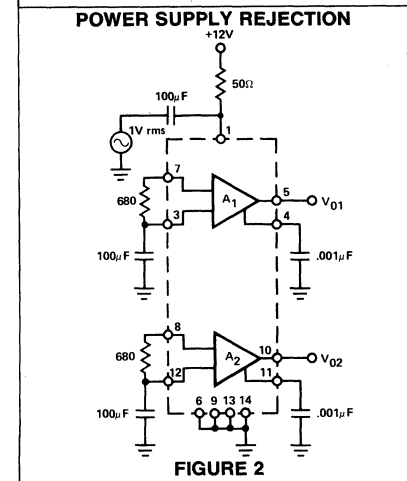 POWER SUPPLY REJECTION
+12V
50Ω
100μF
1V rms
1
7
680
A1
5
V01
3
4
100μF
.001μF
8
680
A2
10
V02
12
11
100μF
6 9 13 14
.001μF
FIGURE 2